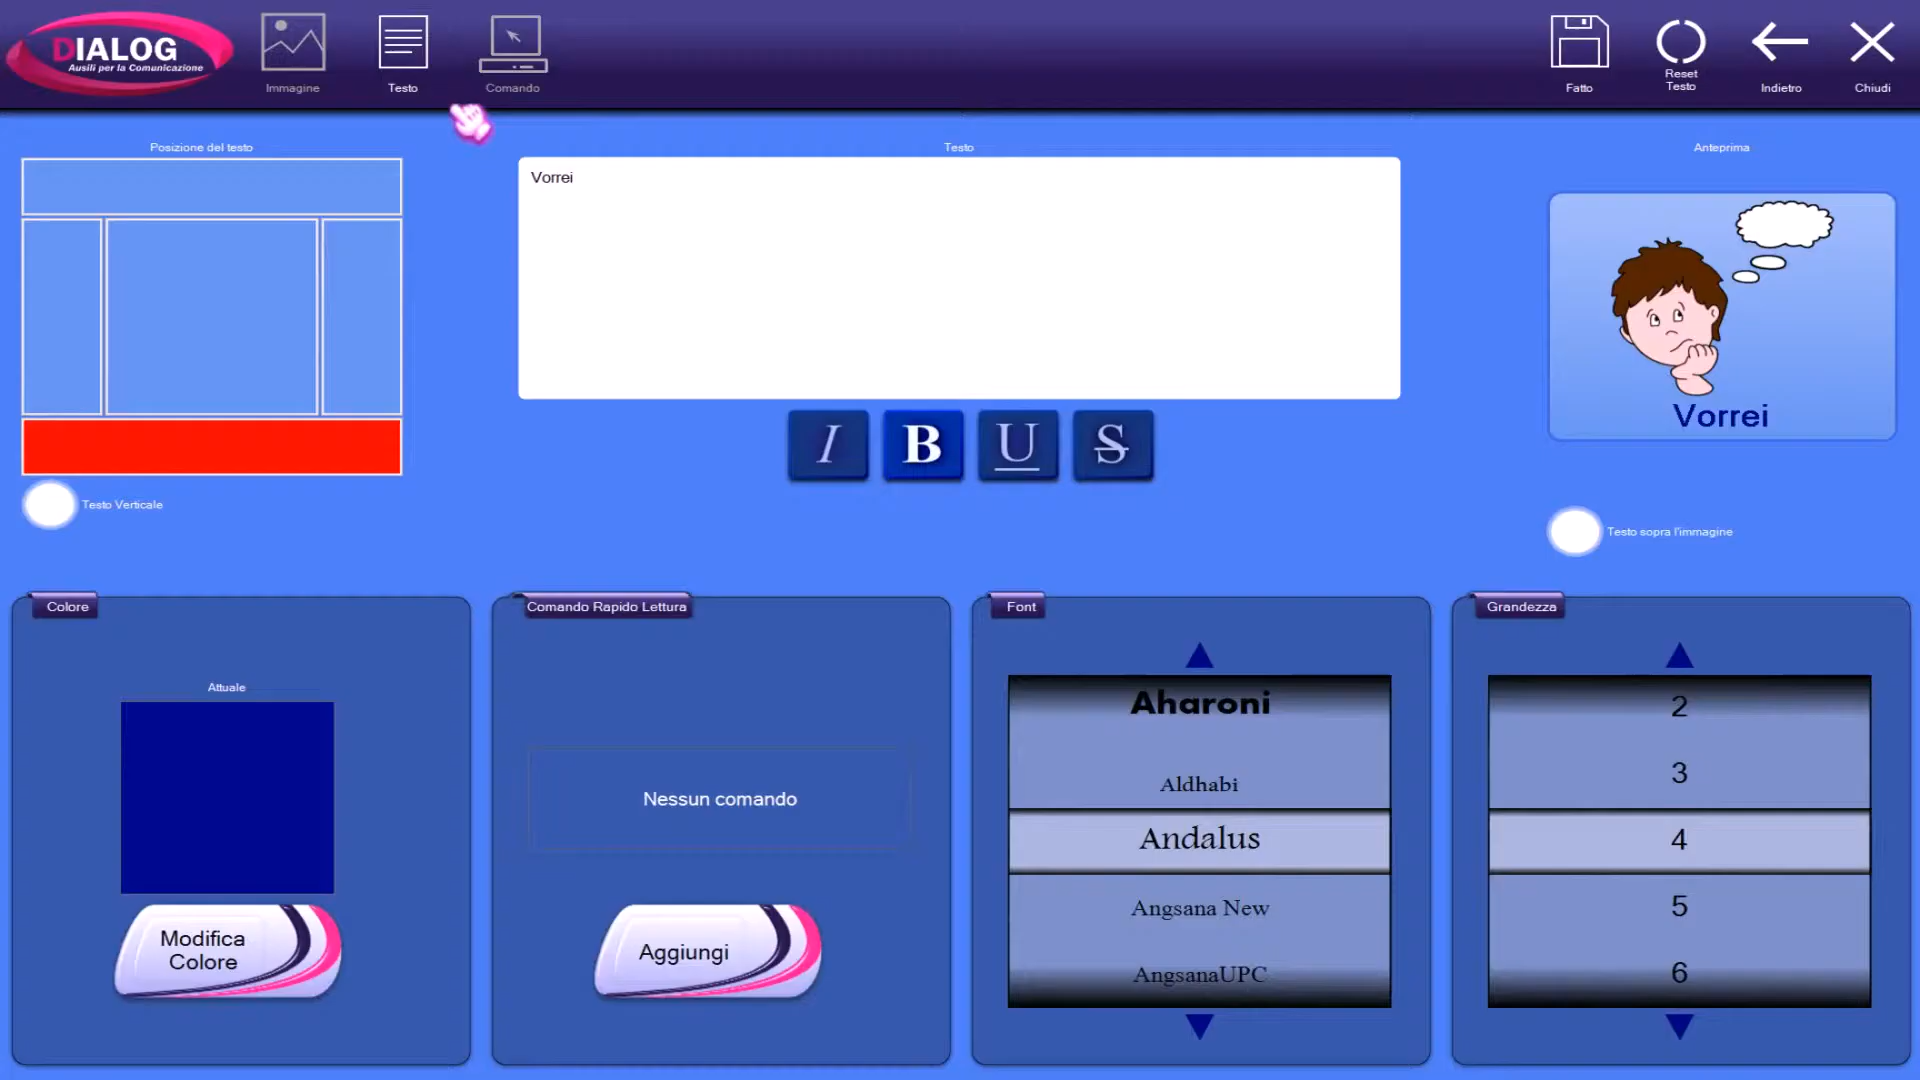 DIALOG
Ausili per la Comunicazione
Immagine
Testo
Comando
Fatto
Reset
Testo
Indietro
Chiudi
Posizione del testo
Testo
Anteprima
Vorrei
Vorrei
I B U S
Testo Verticale
Testo sopra l'immagine
Colore
Comando Rapido Lettura
Font
Grandezza
Attuale
Modifica
Colore
Nessun comando
Aggiungi
Aharoni
Aldhabi
Andalus
Angsana New
AngsanaUPC
2
3
4
5
6